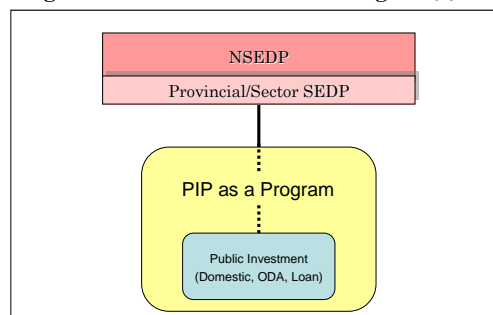 NSEDP
Provincial/Sector SEDP
PIP as a Program
Public Investment
(Domestic, ODA, Loan)